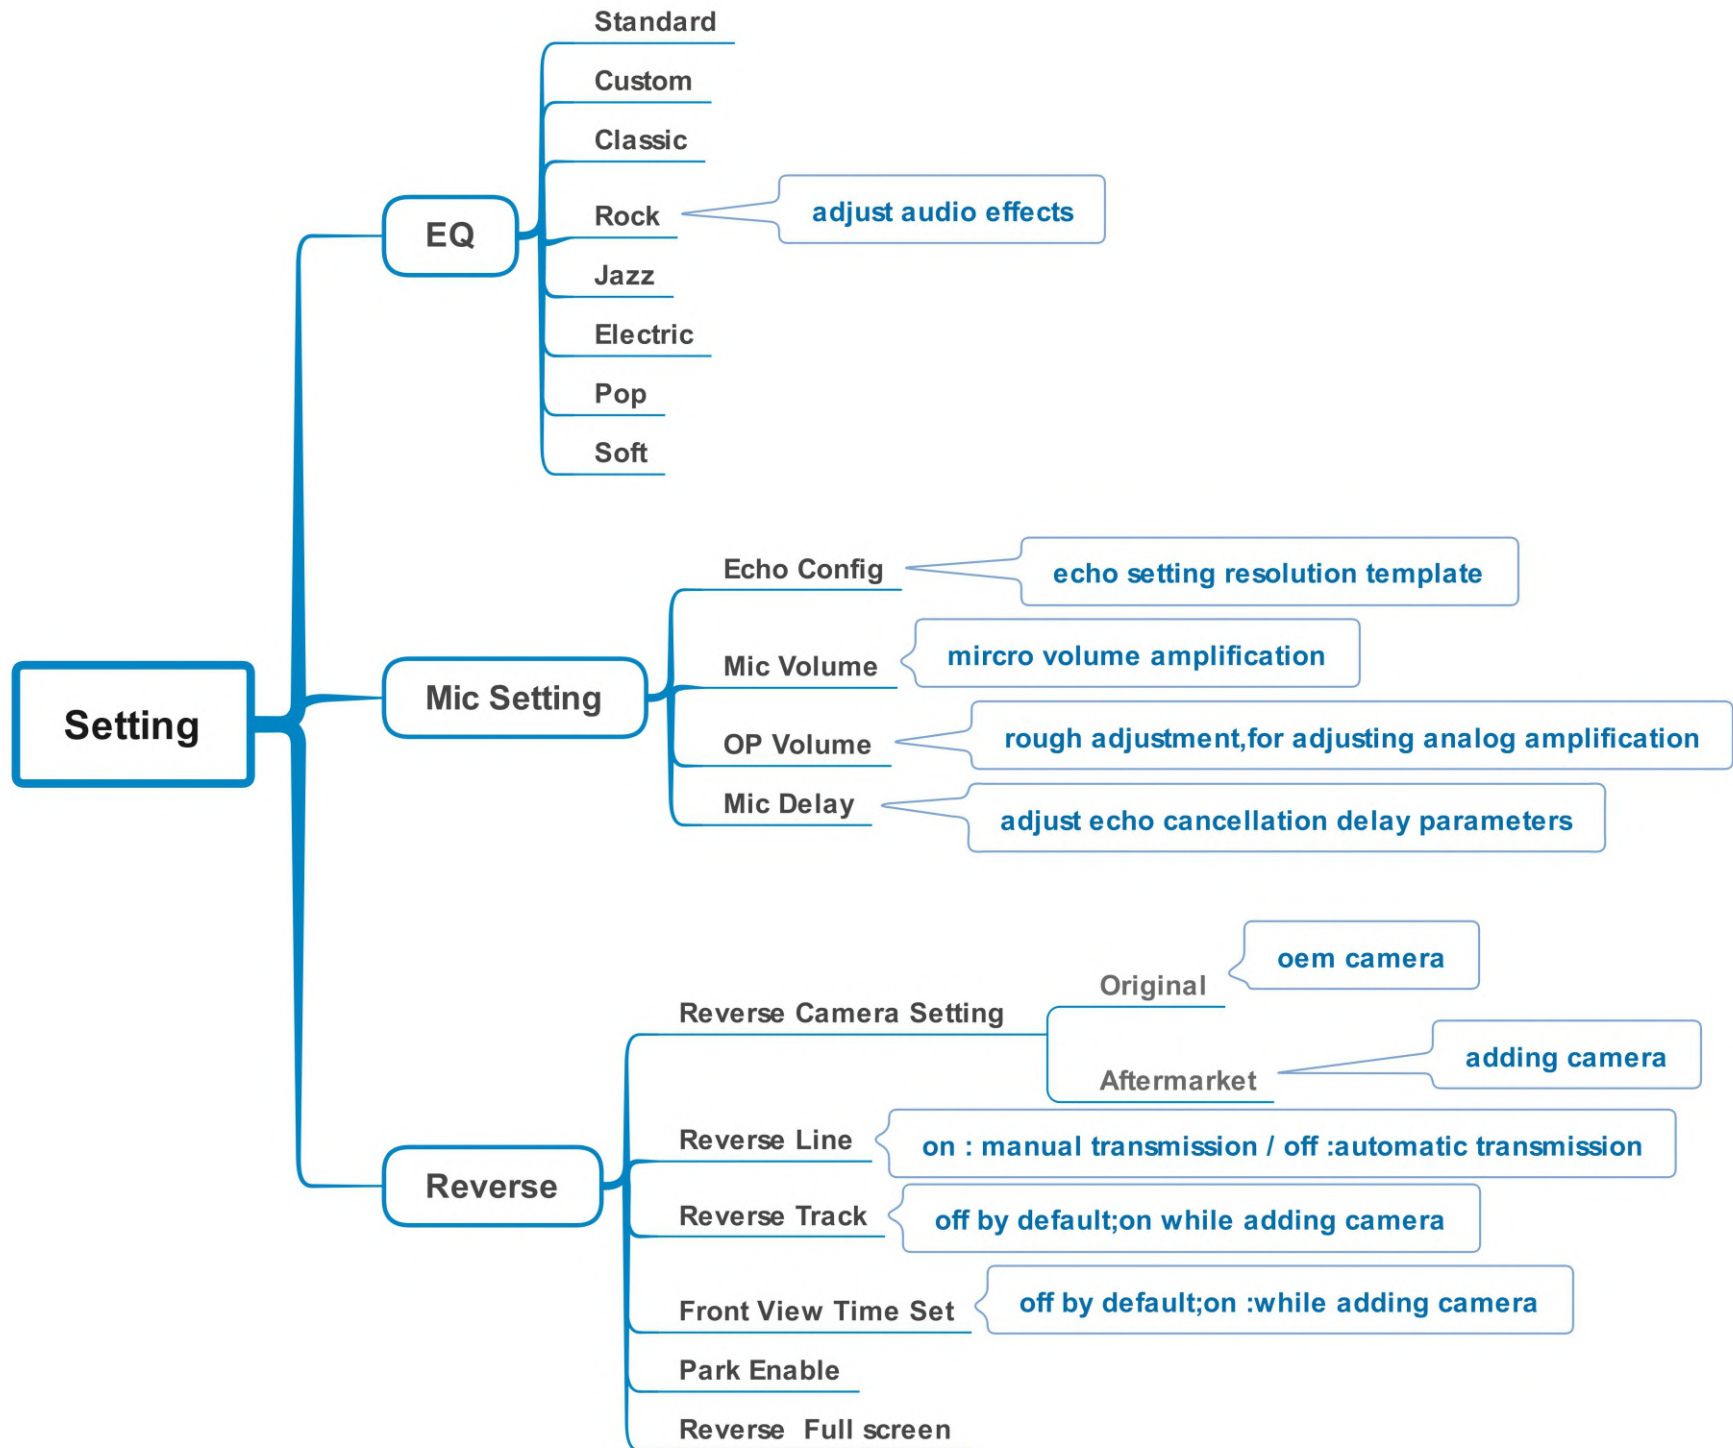 Setting
EQ
Standard
Custom
Classic
Rock
adjust audio effects
Jazz
Electric
Pop
Soft
Mic Setting
Echo Config
echo setting resolution template
Mic Volume
mircro volume amplification
OP Volume
rough adjustment,for adjusting analog amplification
Mic Delay
adjust echo cancellation delay parameters
Reverse
Reverse Camera Setting
Original
oem camera
Aftermarket
adding camera
Reverse Line
on : manual transmission / off :automatic transmission
Reverse Track
off by default;on while adding camera
Front View Time Set
off by default;on :while adding camera
Park Enable
Reverse  Full screen